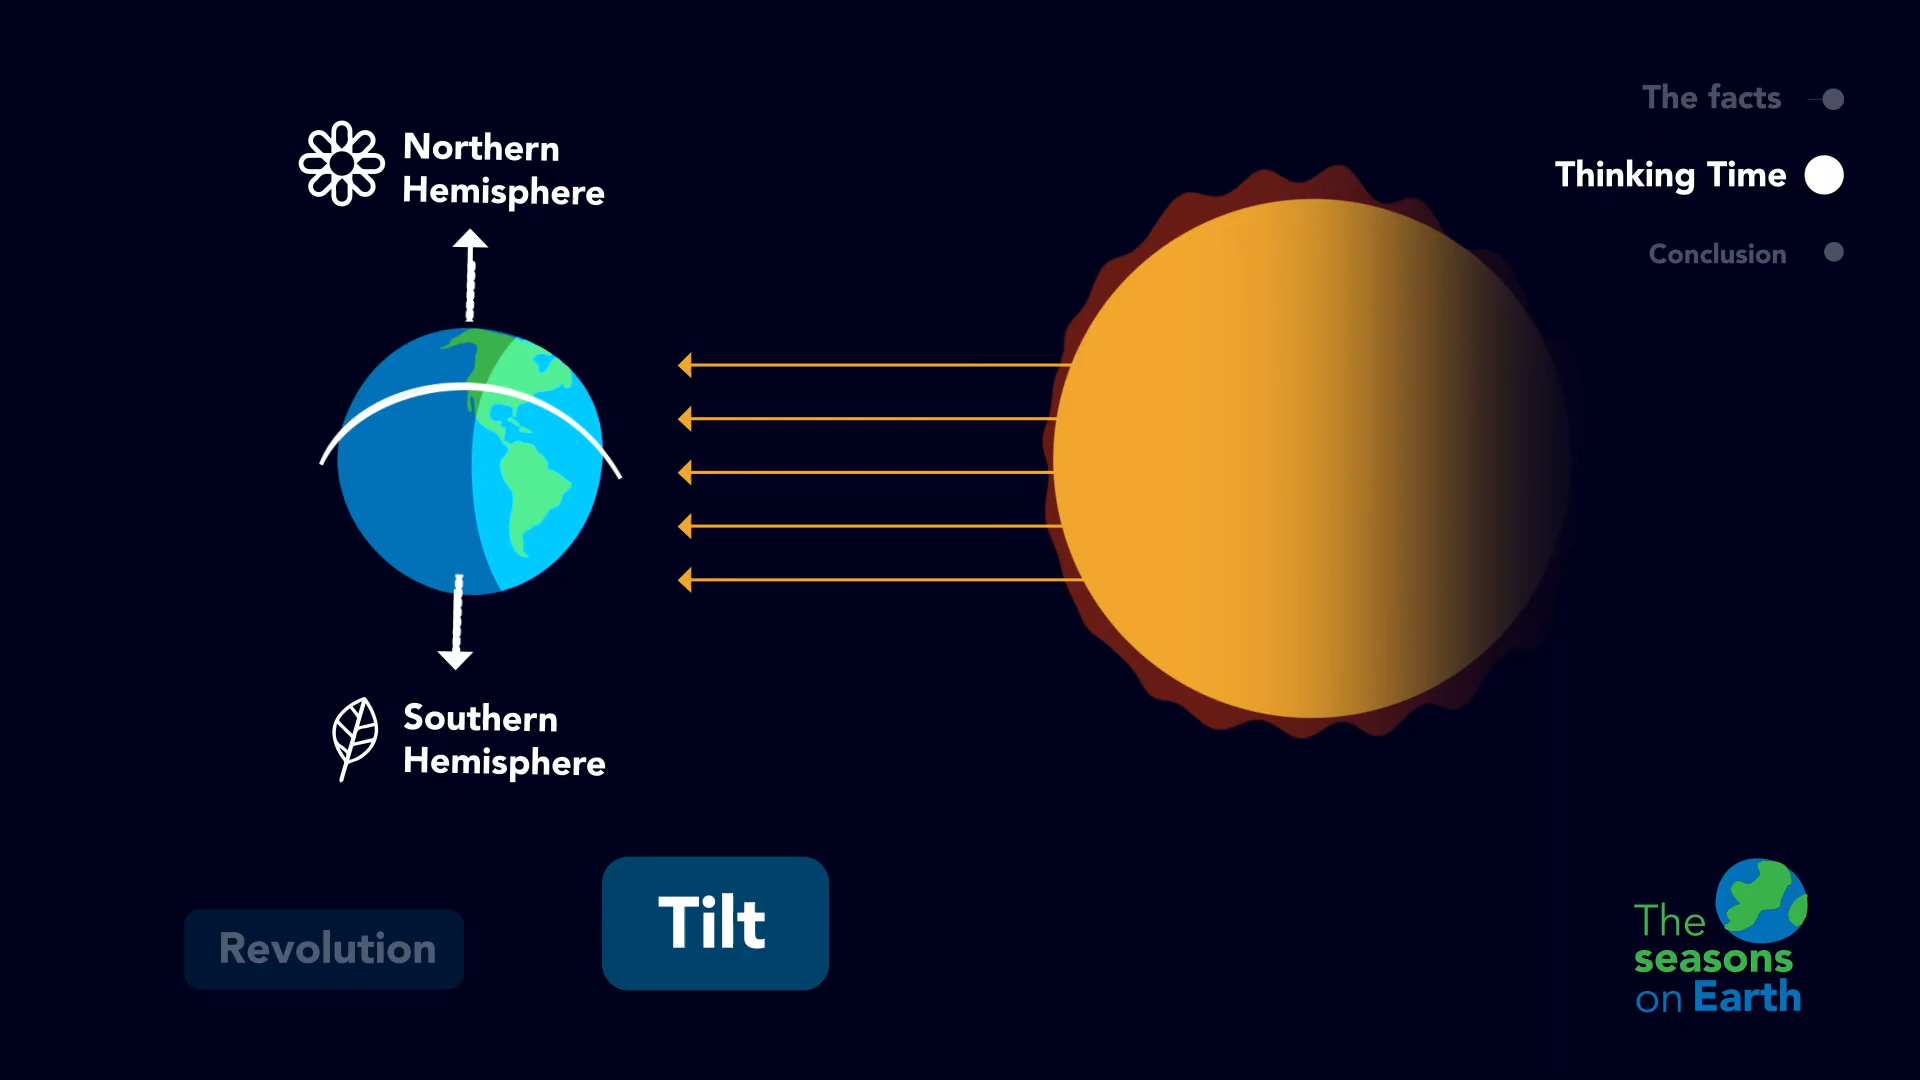 Northern
Hemisphere
The facts
Thinking Time
Conclusion
Southern
Hemisphere
Revolution
Tilt
The
seasons
on Earth